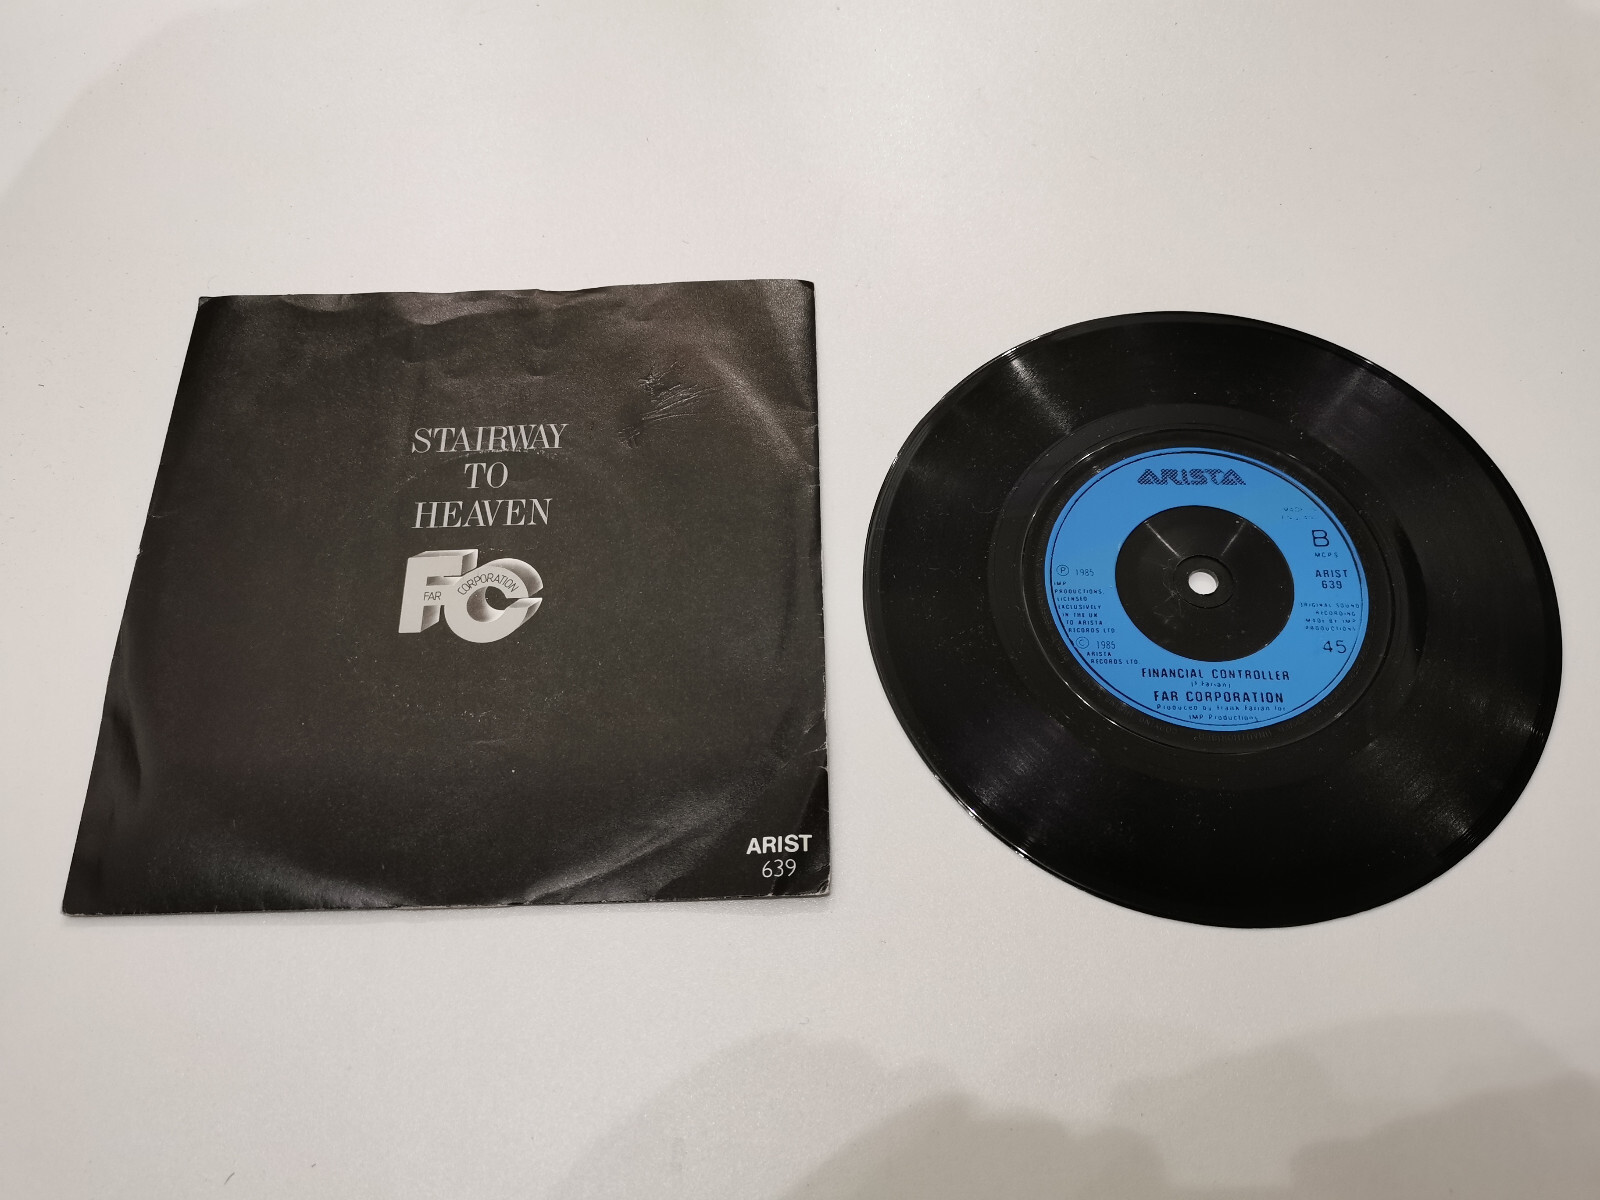 STAIRWAY
TO
HEAVEN
FC
FAR CORPORATION
ARIST
639
ARISTA
B
MCPS
ARIST
639
ORIGINAL SOUND
RECORDING
MADE BY IMP
PRODUCTIONS
45
Ⓟ 1985
IMP
PRODUCTIONS,
LICENSED
EXCLUSIVELY
IN THE UK
TO ARISTA
RECORDS LTD
© 1985
ARISTA
RECORDS LTD
FINANCIAL CONTROLLER
(F Farian)
FAR CORPORATION
Produced by Frank Farian for
IMP Productions